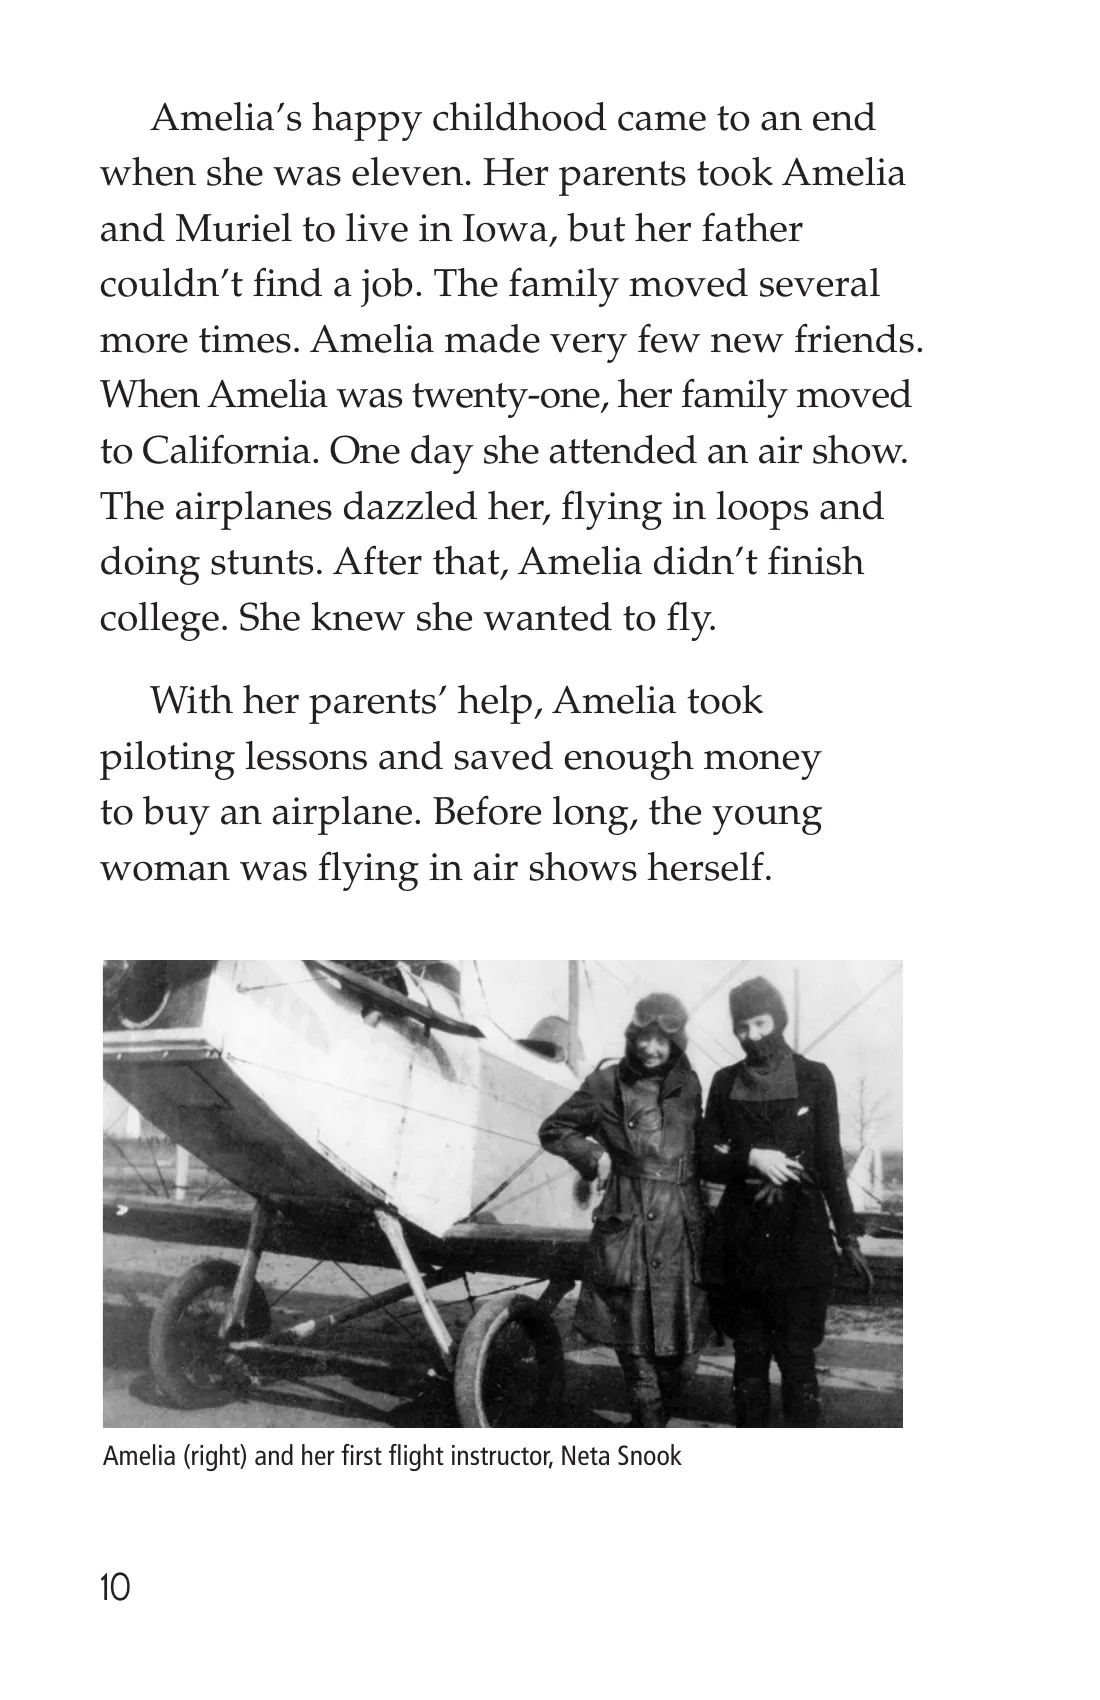 Amelia’s happy childhood came to an end
when she was eleven. Her parents took Amelia
and Muriel to live in Iowa, but her father
couldn’t find a job. The family moved several
more times. Amelia made very few new friends.
When Amelia was twenty-one, her family moved
to California. One day she attended an air show.
The airplanes dazzled her, flying in loops and
doing stunts. After that, Amelia didn’t finish
college. She knew she wanted to fly.
With her parents’ help, Amelia took
piloting lessons and saved enough money
to buy an airplane. Before long, the young
woman was flying in air shows herself.
Amelia (right) and her first flight instructor, Neta Snook
10